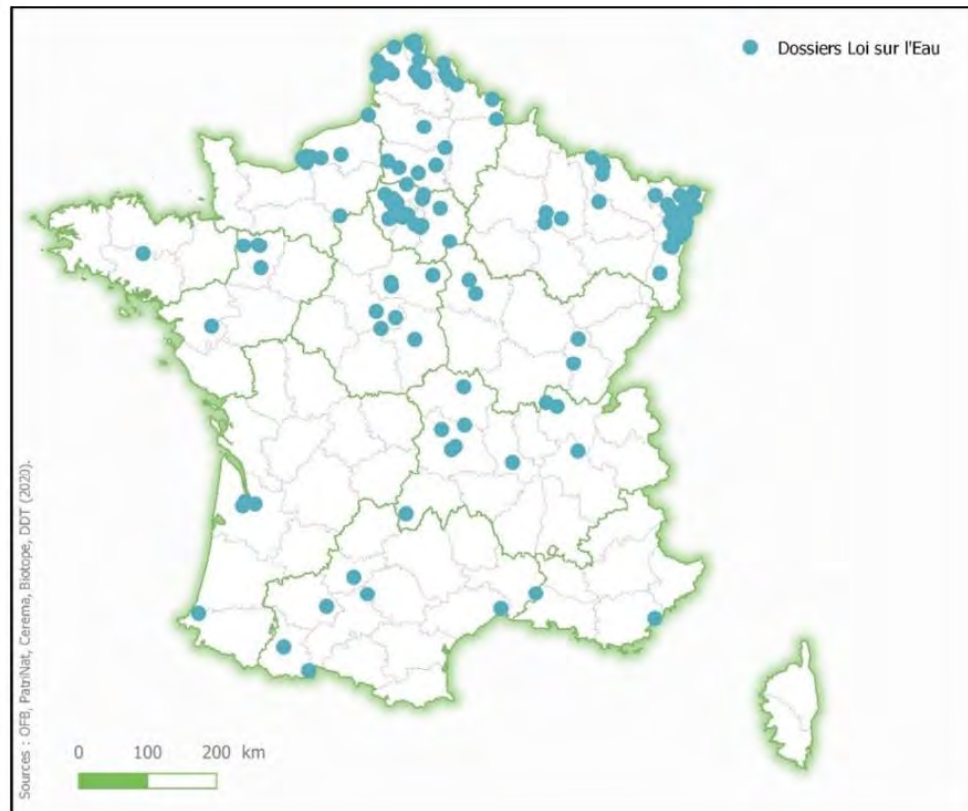 Dossiers Loi sur l'Eau
Sources : OFB, PatriNat, Cerema, Biotope, DDT (2020).
0 100 200 km